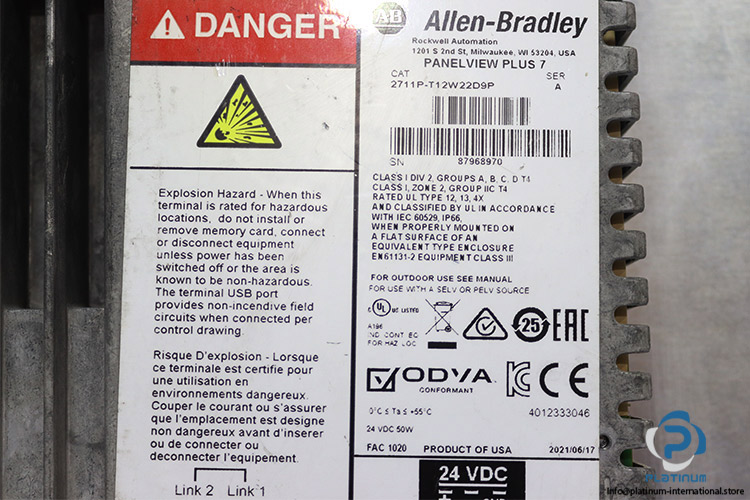 DANGER
Explosion Hazard - When this
terminal is rated for hazardous
locations, do not install or
remove memory card, connect
or disconnect equipment
unless power has been
switched off or the area is
known to be non-hazardous.
The terminal USB port
provides non-incendive field
circuits when connected per
control drawing.
Risque D'explosion - Lorsque
ce terminale est certifie pour
une utilisation en
environnements dangereux.
Couper le courant ou s'assurer
que l'emplacement est designe
non dangereux avant d'inserer
ou de connecter ou
deconnecter l'equipement.
Link 2 Link 1
AB Allen-Bradley
Rockwell Automation
1201 S 2nd St, Milwaukee, WI 53204, USA
PANELVIEW PLUS 7
CAT SER
2711P-T12W22D9P A
SN 87968970
CLASS I DIV 2, GROUPS A, B, C, D T4
CLASS I, ZONE 2, GROUP IIC T4
RATED UL TYPE 12, 13, 4X
AND CLASSIFIED BY UL IN ACCORDANCE
WITH IEC 60529, IP66,
WHEN PROPERLY MOUNTED ON
A FLAT SURFACE OF AN
EQUIVALENT TYPE ENCLOSURE
EN61131-2 EQUIPMENT CLASS III
FOR OUTDOOR USE SEE MANUAL
FOR USE WITH A SELV OR PELV SOURCE
c UL us LISTED 25 EAC
A196
IND CONT EQ
FOR HAZ LOC
ODVA
CONFORMANT
KC CE
0°C ≤ Ta ≤ +55°C 4012333046
24 VDC 50W
FAC 1020 PRODUCT OF USA 2021/06/17
24 VDC
PLATINUM
INTERNATIONAL
info@platinum-international.store